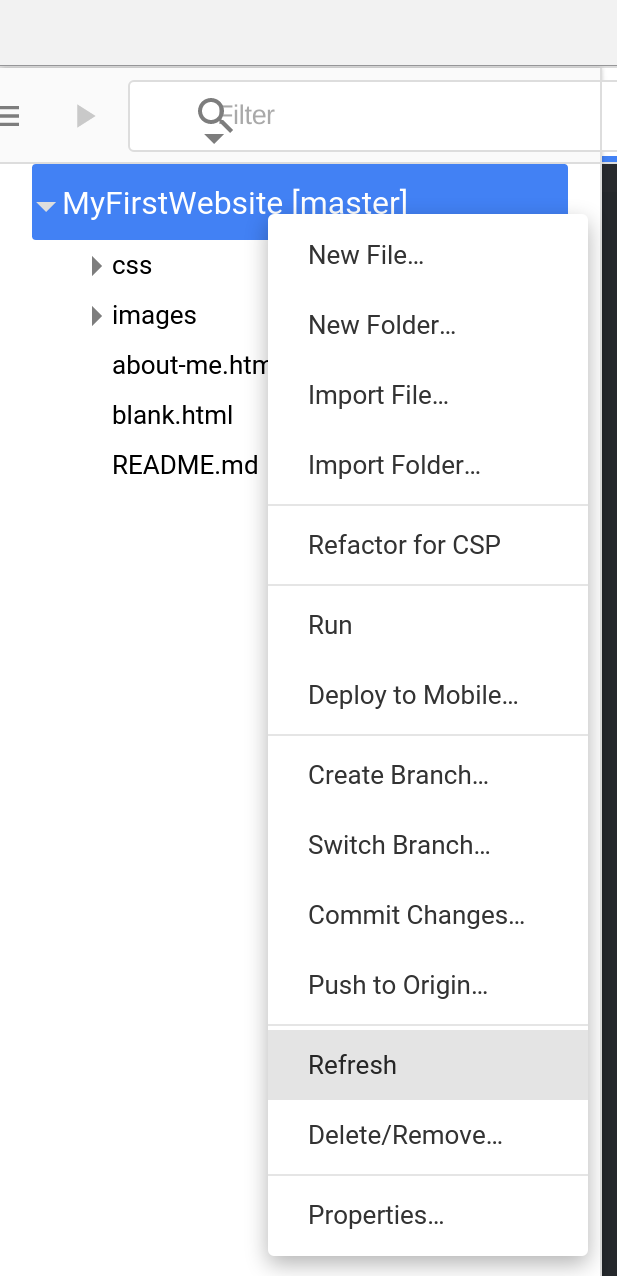 Filter
MyFirstWebsite [master]
css
images
about-me.htm
blank.html
README.md
New File…
New Folder…
Import File…
Import Folder…
Refactor for CSP
Run
Deploy to Mobile…
Create Branch…
Switch Branch…
Commit Changes…
Push to Origin…
Refresh
Delete/Remove…
Properties…